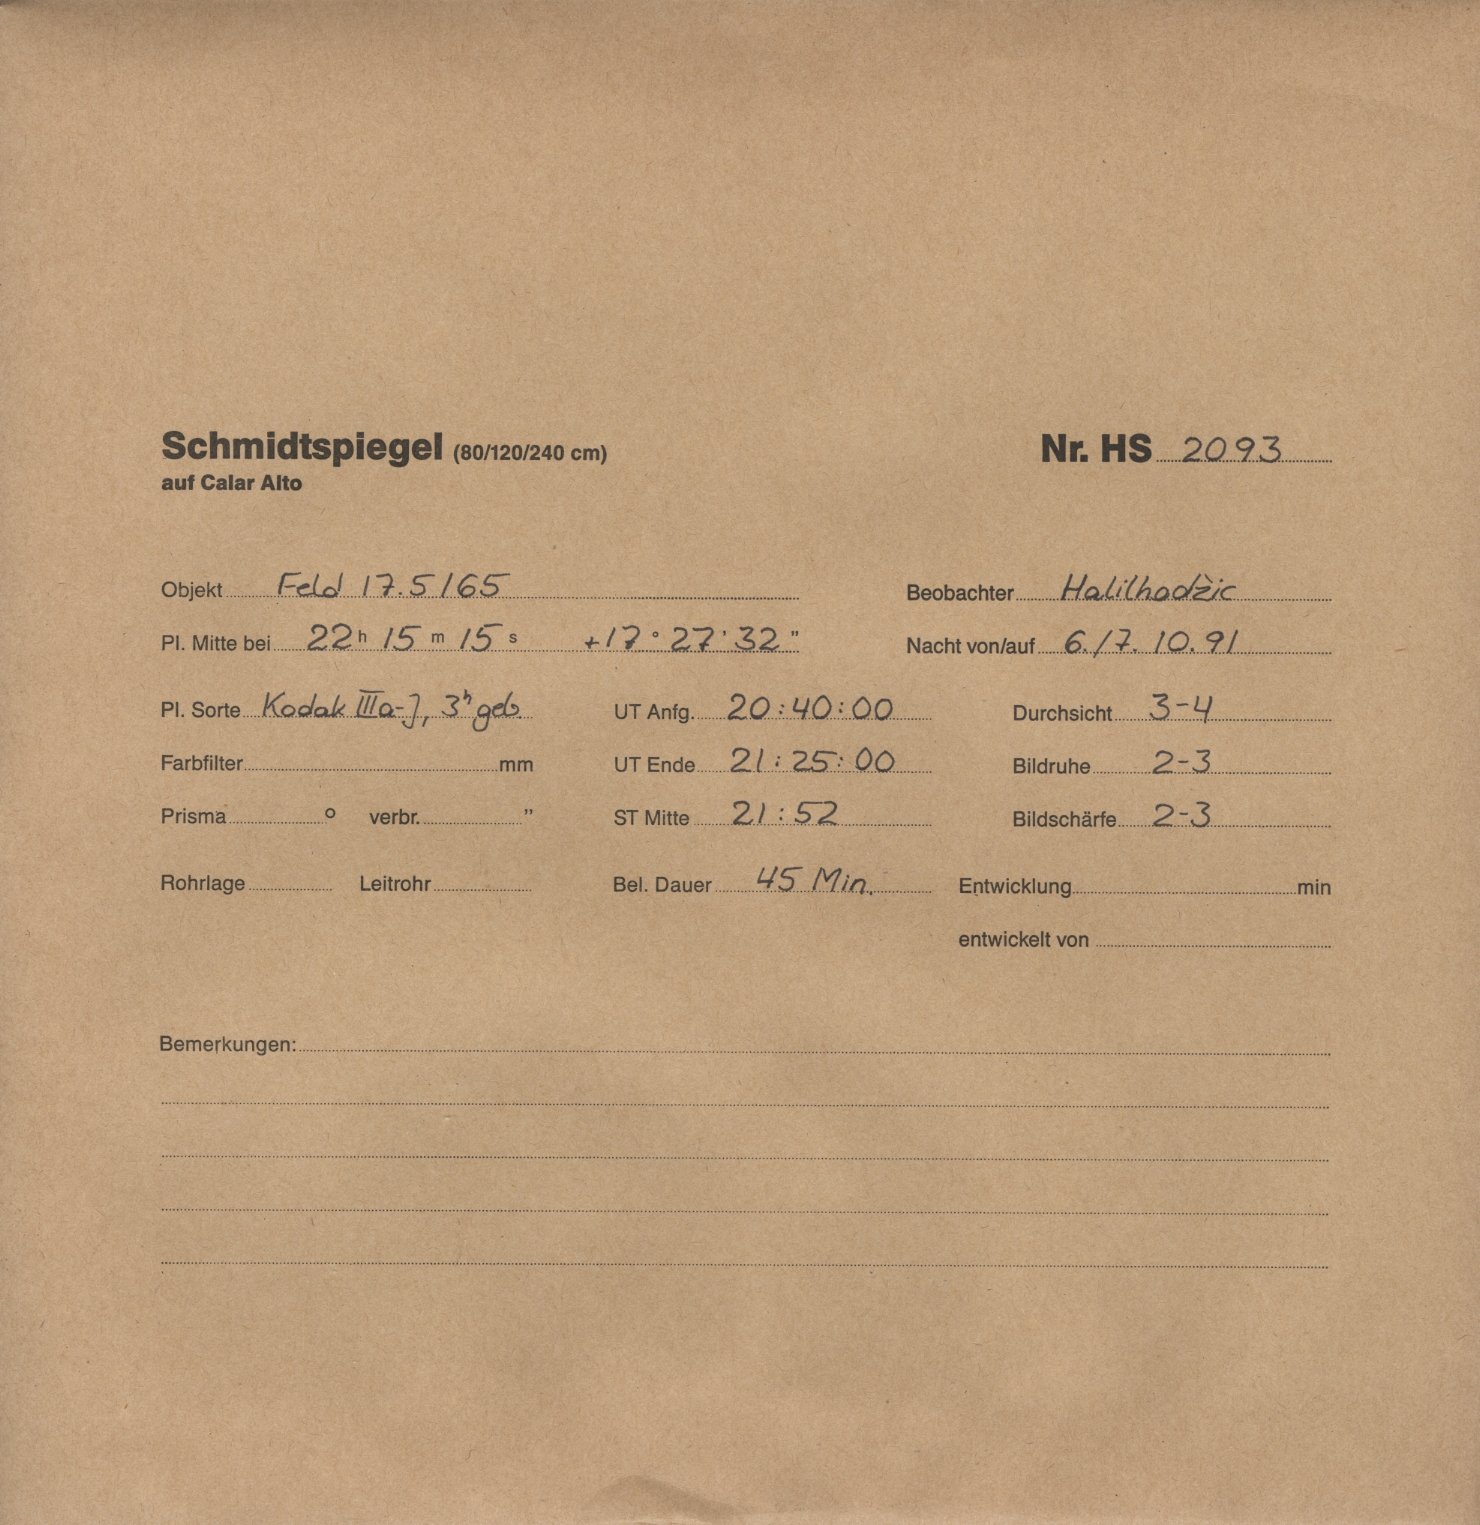 Schmidtspiegel (80/120/240 cm) Nr. HS 2093
auf Calar Alto
Objekt Feld 17.5/65 Beobachter Halilhodžic
Pl. Mitte bei 22 h 15 m 15 s +17 ° 27 ' 32 " Nacht von/auf 6./7. 10. 91
Pl. Sorte Kodak IIIa-J, 3h geb. UT Anfg. 20:40:00 Durchsicht 3-4
Farbfilter mm UT Ende 21:25:00 Bildruhe 2-3
Prisma ° verbr. " ST Mitte 21:52 Bildschärfe 2-3
Rohrlage Leitrohr Bel. Dauer 45 Min. Entwicklung min
entwickelt von
Bemerkungen: